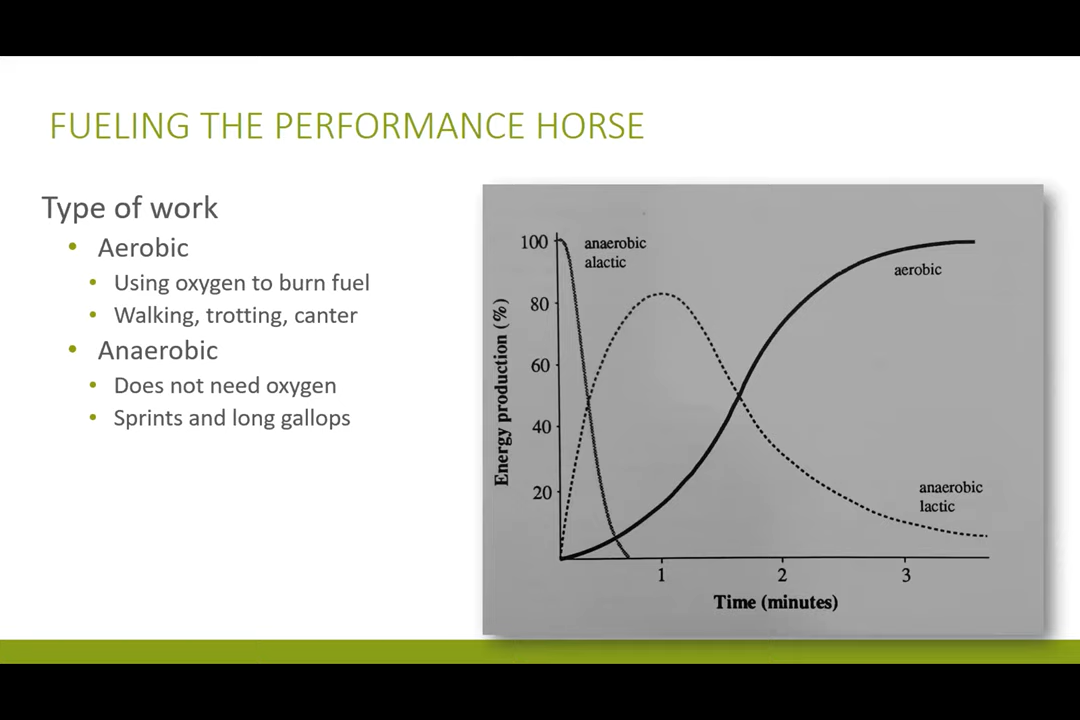 FUELING THE PERFORMANCE HORSE
Type of work
• Aerobic
• Using oxygen to burn fuel
• Walking, trotting, canter
• Anaerobic
• Does not need oxygen
• Sprints and long gallops
Energy production (%)
100
80
60
40
20
anaerobic
alactic
aerobic
anaerobic
lactic
1
2
3
Time (minutes)